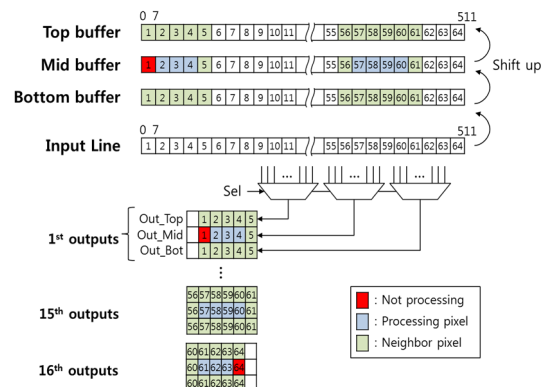 0 7 511
Top buffer 1 2 3 4 5 6 7 8 9 10 11 55 56 57 58 59 60 61 62 63 64
Mid buffer 1 2 3 4 5 6 7 8 9 10 11 55 56 57 58 59 60 61 62 63 64 Shift up
Bottom buffer 1 2 3 4 5 6 7 8 9 10 11 55 56 57 58 59 60 61 62 63 64
0 7 511
Input Line 1 2 3 4 5 6 7 8 9 10 11 55 56 57 58 59 60 61 62 63 64
... ... ...
Sel
Out_Top 1 2 3 4 5
1st outputs Out_Mid 1 2 3 4 5
Out_Bot 1 2 3 4 5
56 57 58 59 60 61
15th outputs 56 57 58 59 60 61
56 57 58 59 60 61
: Not processing
: Processing pixel
: Neighbor pixel
60 61 62 63 64
16th outputs 60 61 62 63 64
60 61 62 63 64